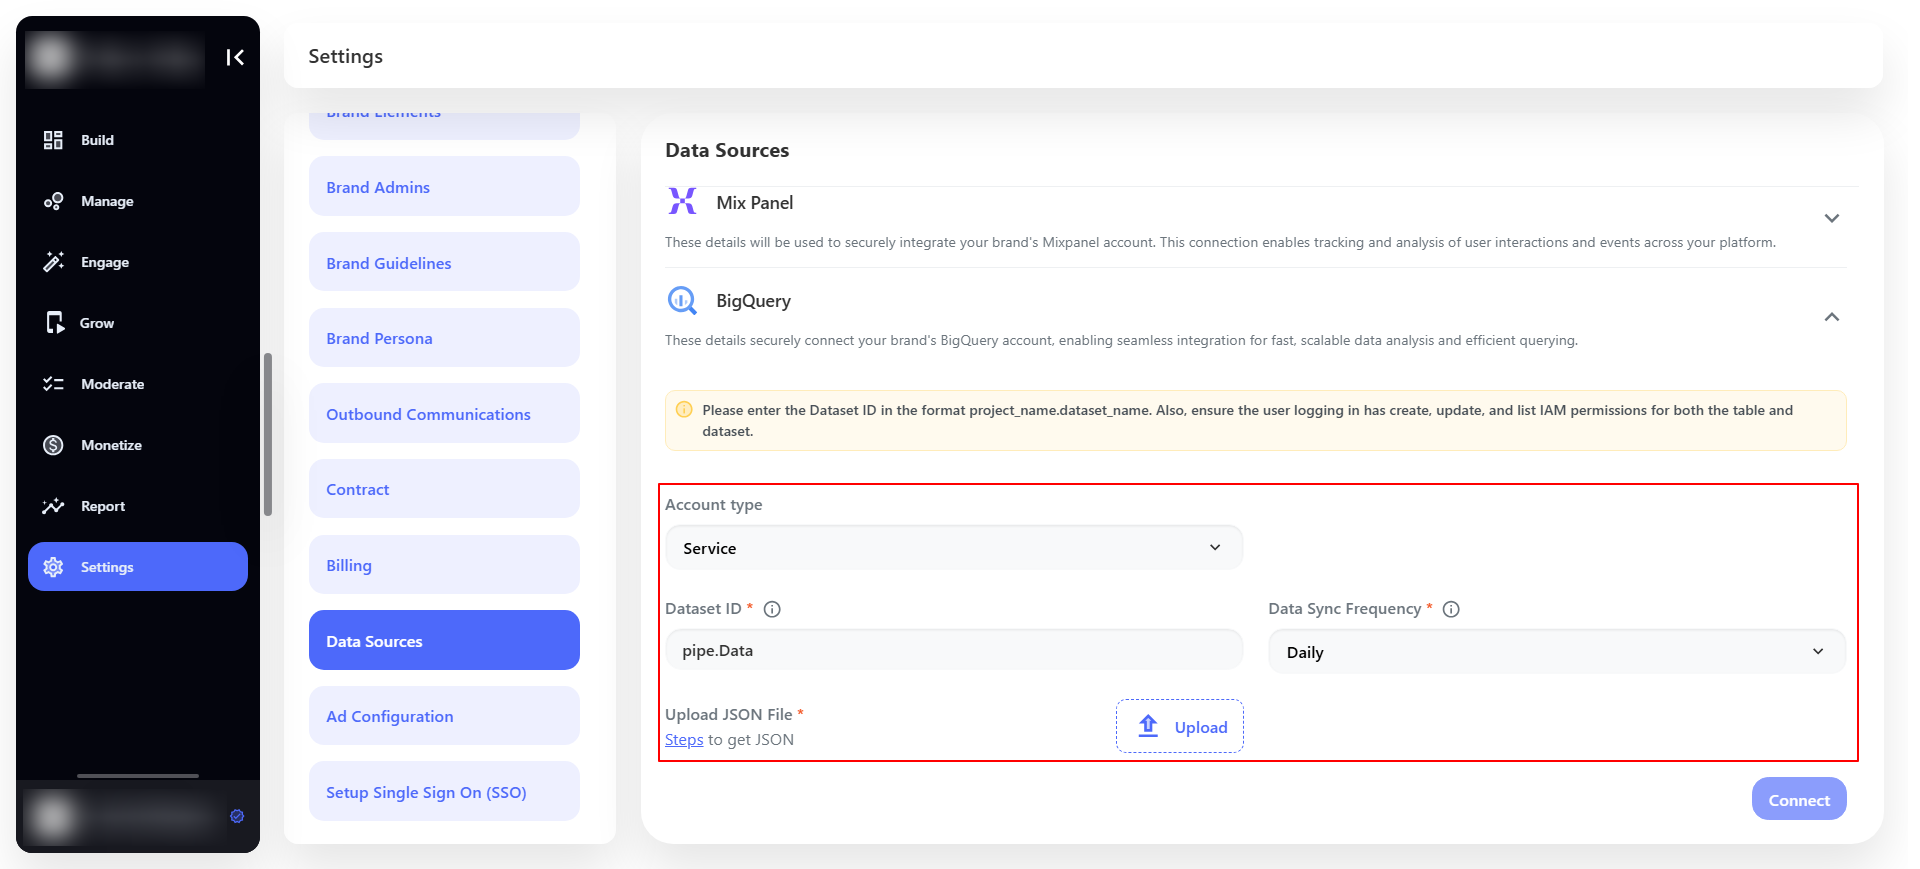 Settings
Build
Manage
Engage
Grow
Moderate
Monetize
Report
Settings
Brand Elements
Brand Admins
Brand Guidelines
Brand Persona
Outbound Communications
Contract
Billing
Data Sources
Ad Configuration
Setup Single Sign On (SSO)
Data Sources
Mix Panel
These details will be used to securely integrate your brand's Mixpanel account. This connection enables tracking and analysis of user interactions and events across your platform.
BigQuery
These details securely connect your brand's BigQuery account, enabling seamless integration for fast, scalable data analysis and efficient querying.
Please enter the Dataset ID in the format project_name.dataset_name. Also, ensure the user logging in has create, update, and list IAM permissions for both the table and
dataset.
Account type
Service
Dataset ID *
Data Sync Frequency *
pipe.Data
Daily
Upload JSON File *
Steps to get JSON
Upload
Connect